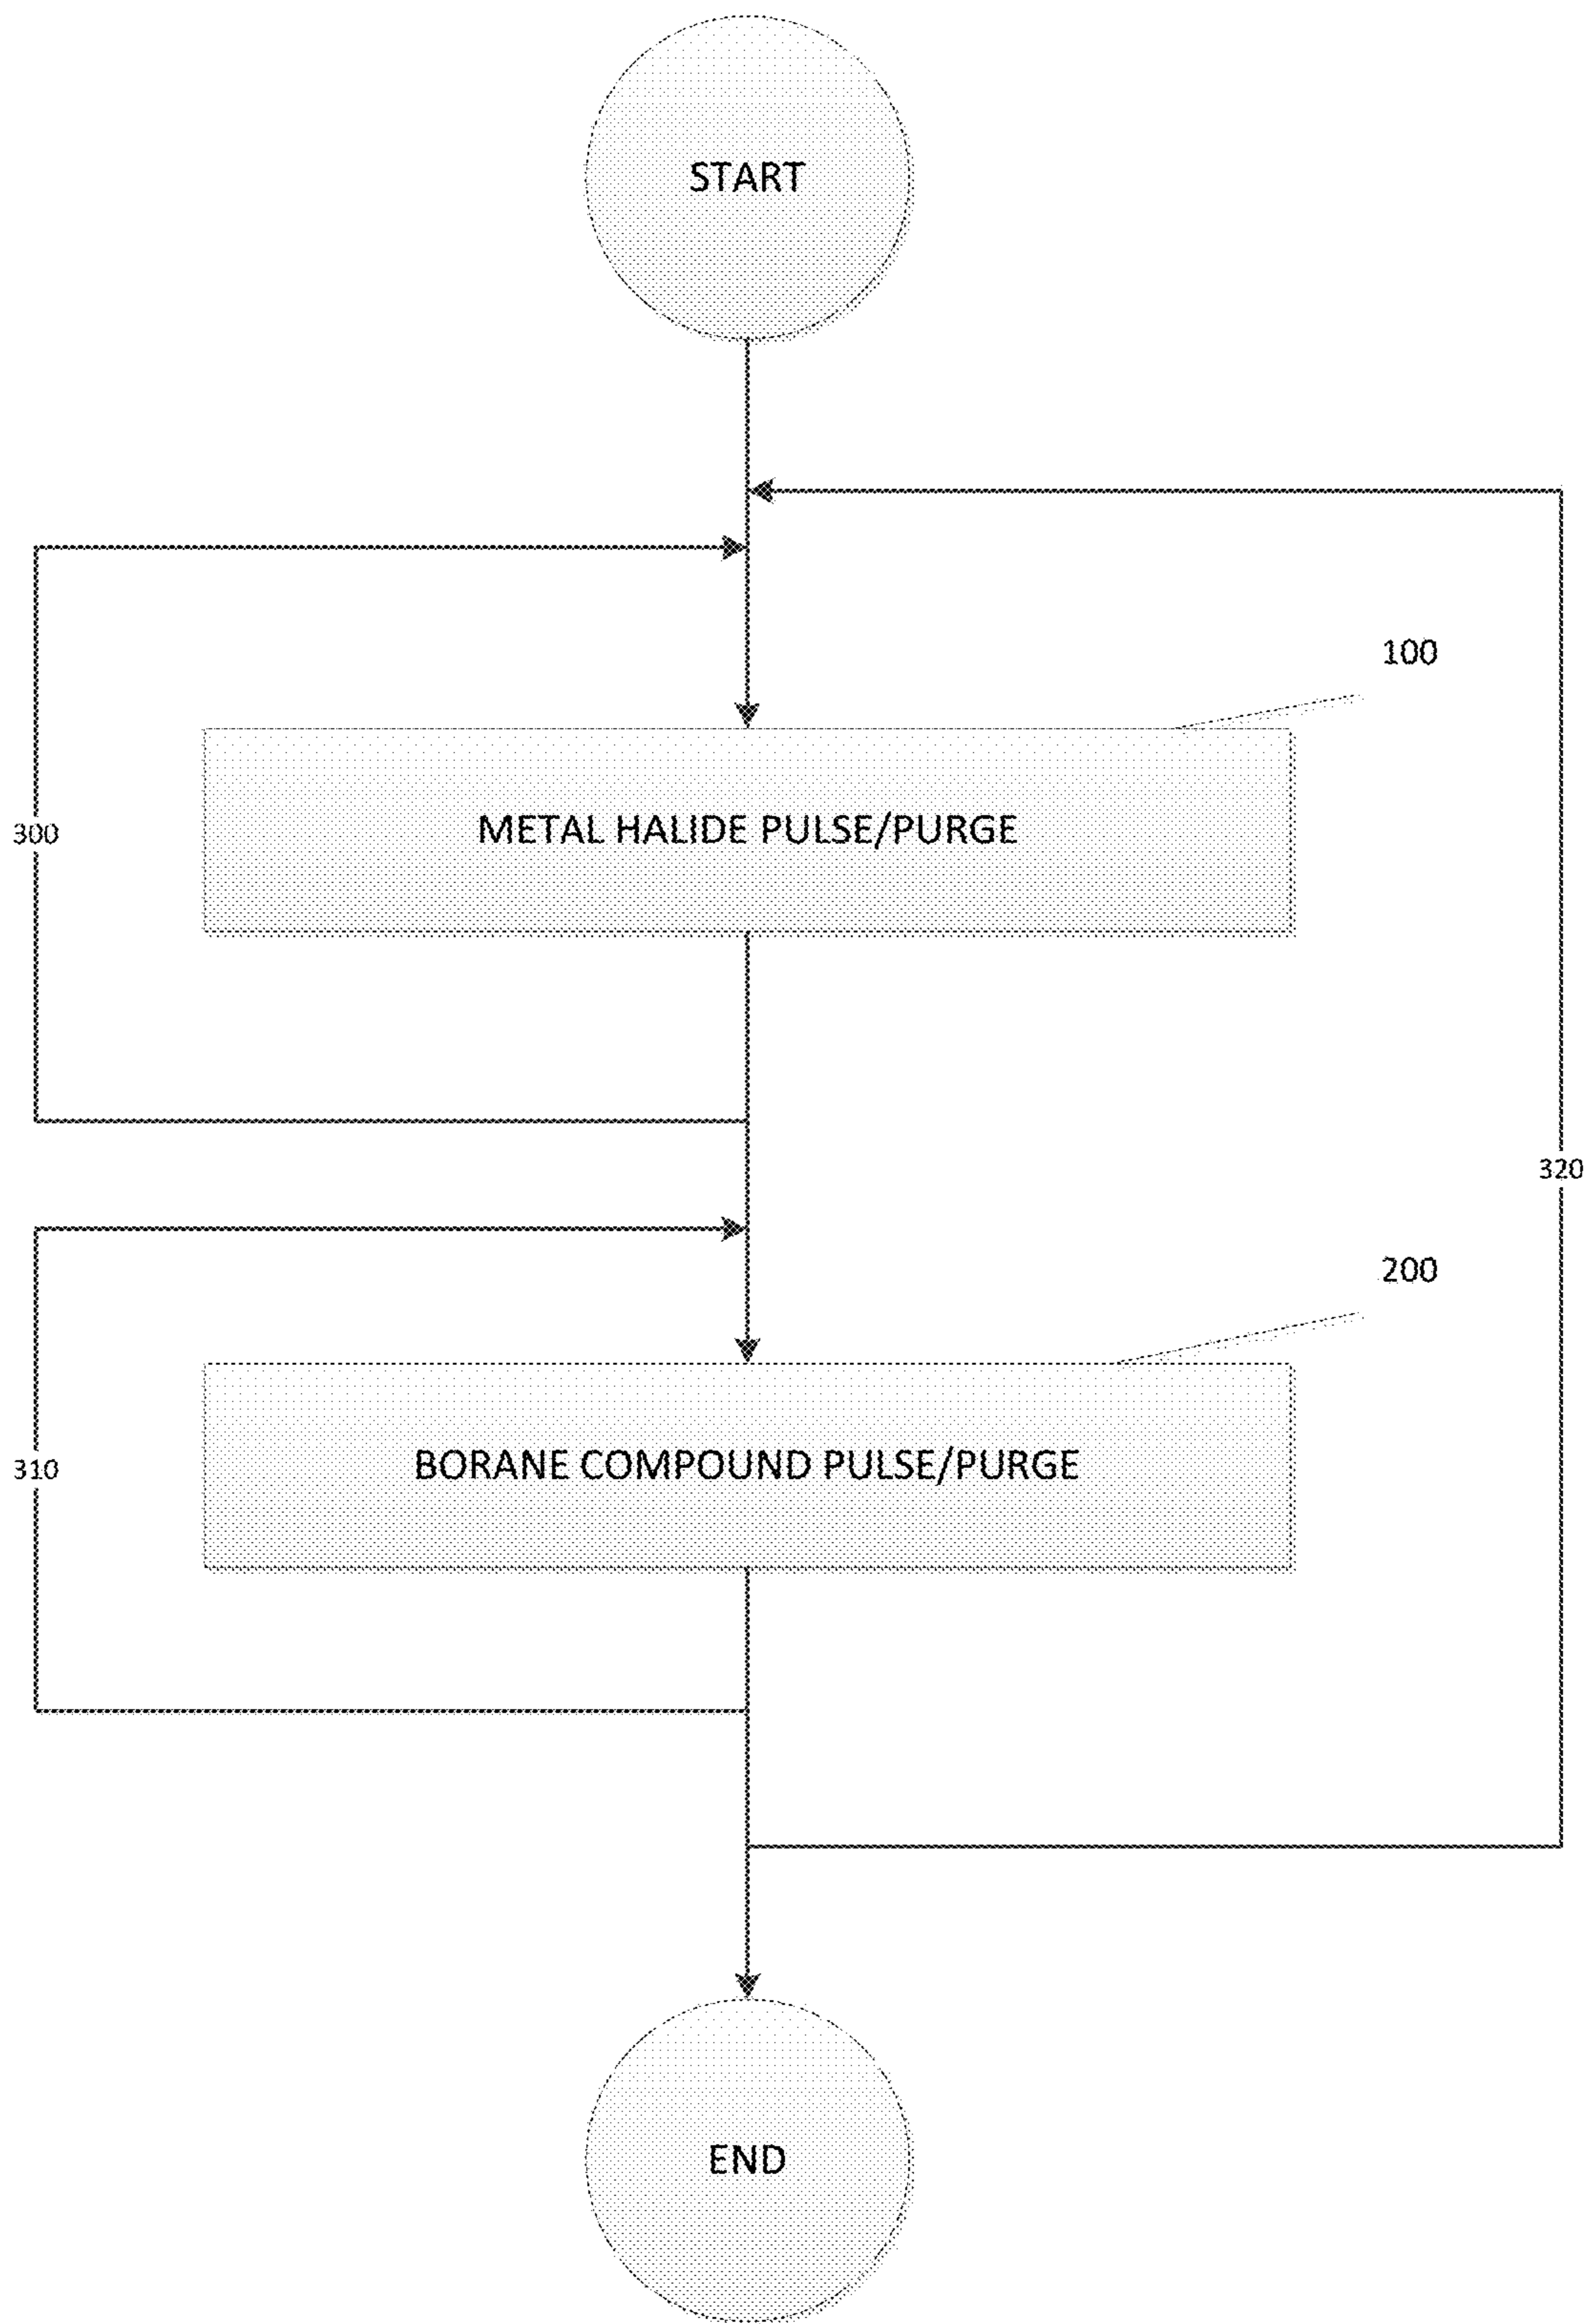 START
100
METAL HALIDE PULSE/PURGE
300
320
200
BORANE COMPOUND PULSE/PURGE
310
END